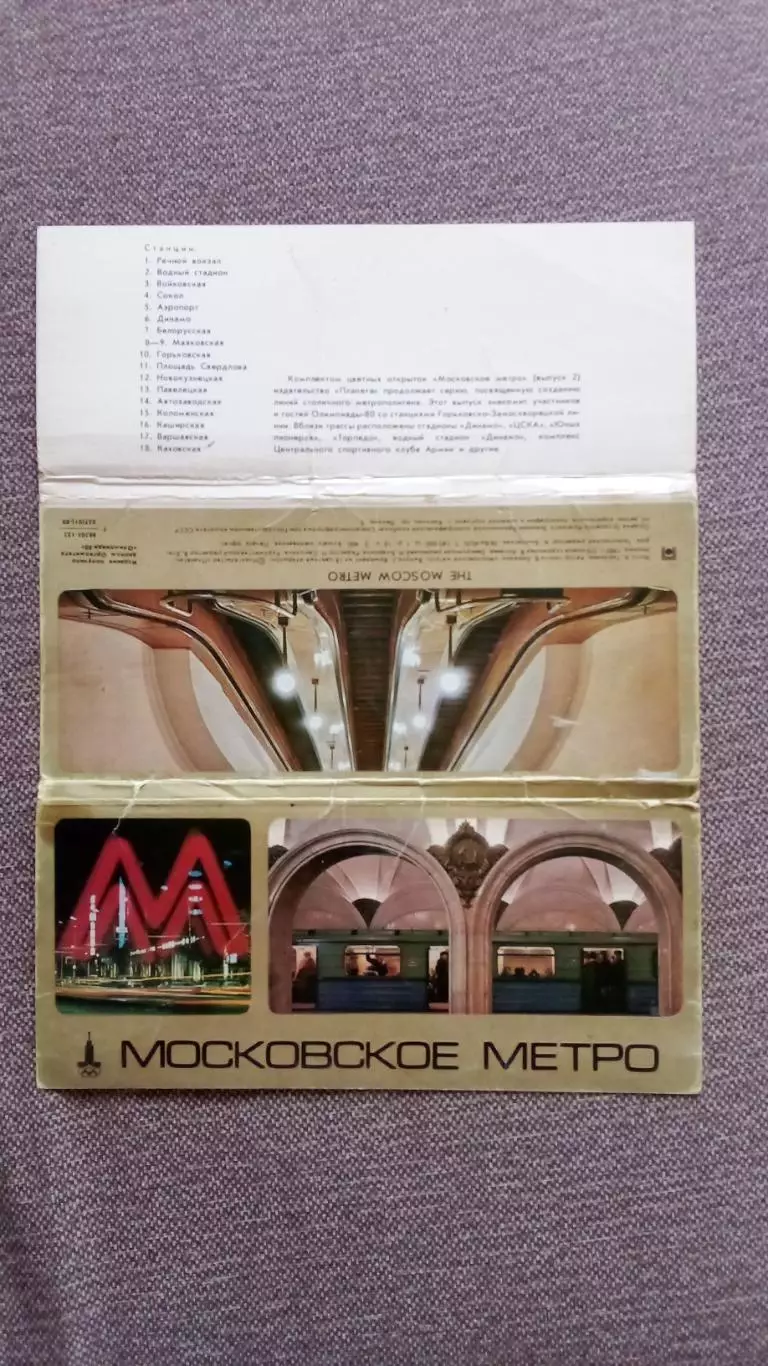 Станции:
1. Речной вокзал
2. Водный стадион
3. Войковская
4. Сокол
5. Аэропорт
6. Динамо
7. Белорусская
8—9. Маяковская
10. Горьковская
11. Площадь Свердлова
12. Новокузнецкая
13. Павелецкая
14. Автозаводская
15. Коломенская
16. Каширская
17. Варшавская
18. Каховская
Комплектом цветных открыток «Московское метро» (выпуск 2)
издательство «Планета» продолжает серию, посвященную созданию
линий столичного метрополитена. Этот выпуск знакомит участников
и гостей Олимпиады-80 со станциями Горьковско-Замоскворецкой ли-
нии. Вблизи трассы расположены стадионы «Динамо», «ЦСКА», «Юных
пионеров», «Торпедо», водный стадион «Динамо», комплекс
Центрального спортивного клуба Армии и другие.
THE MOSCOW METRO
Издание получило
«Олимпиада-80»
М
МОСКОВСКОЕ МЕТРО